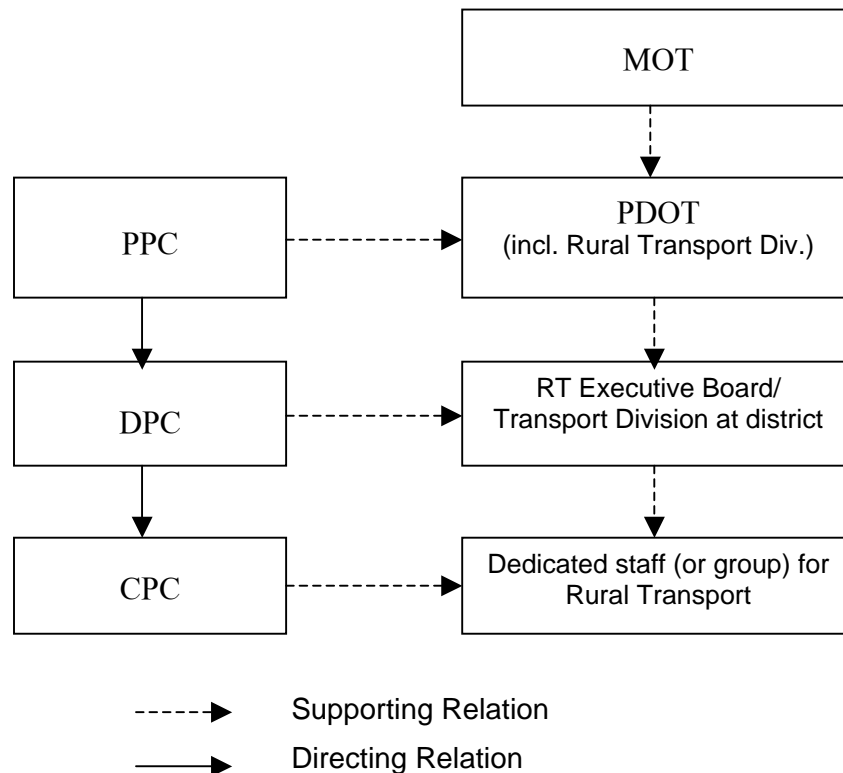 MOT
PPC
PDOT
(incl. Rural Transport Div.)
DPC
RT Executive Board/
Transport Division at district
CPC
Dedicated staff (or group) for
Rural Transport
Supporting Relation
Directing Relation